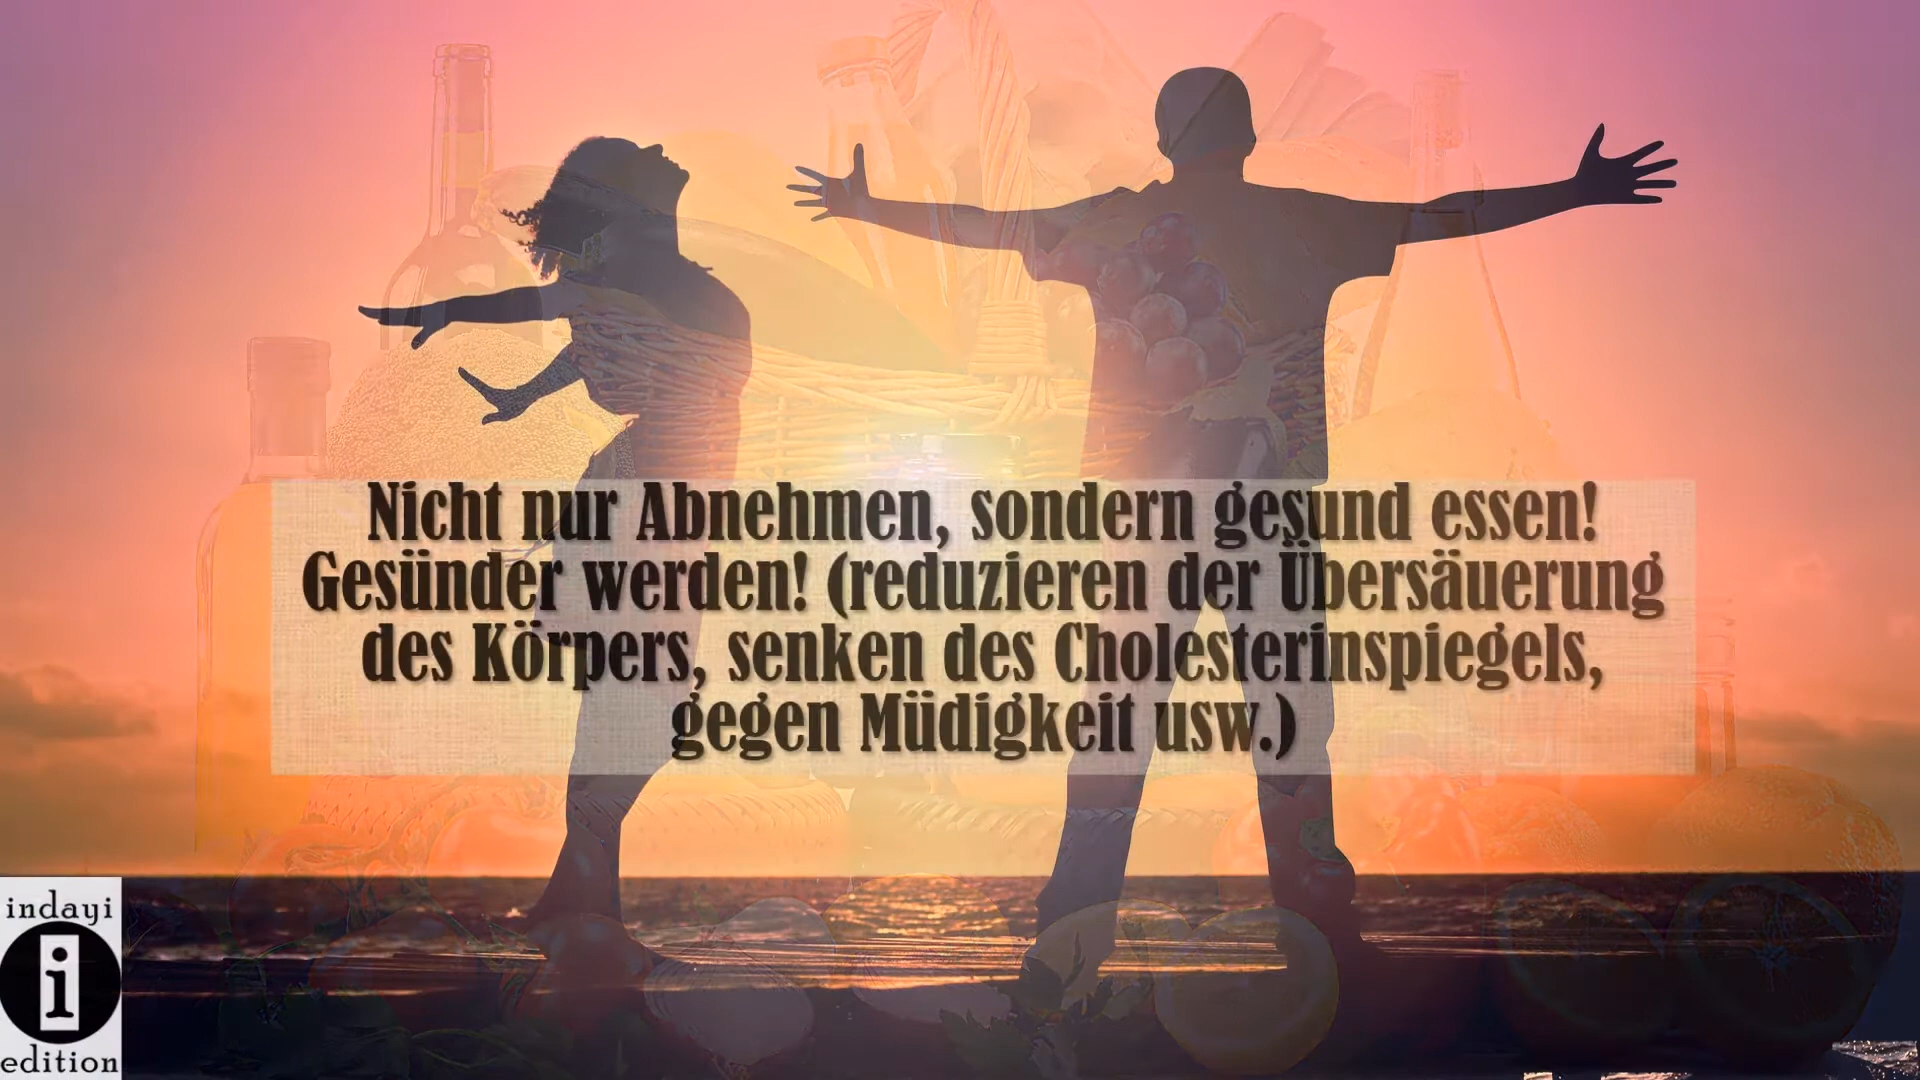 Nicht nur Abnehmen, sondern gesund essen!
Gesünder werden! (reduzieren der Übersäuerung
des Körpers, senken des Cholesterinspiegels,
gegen Müdigkeit usw.)
indayi
i
edition